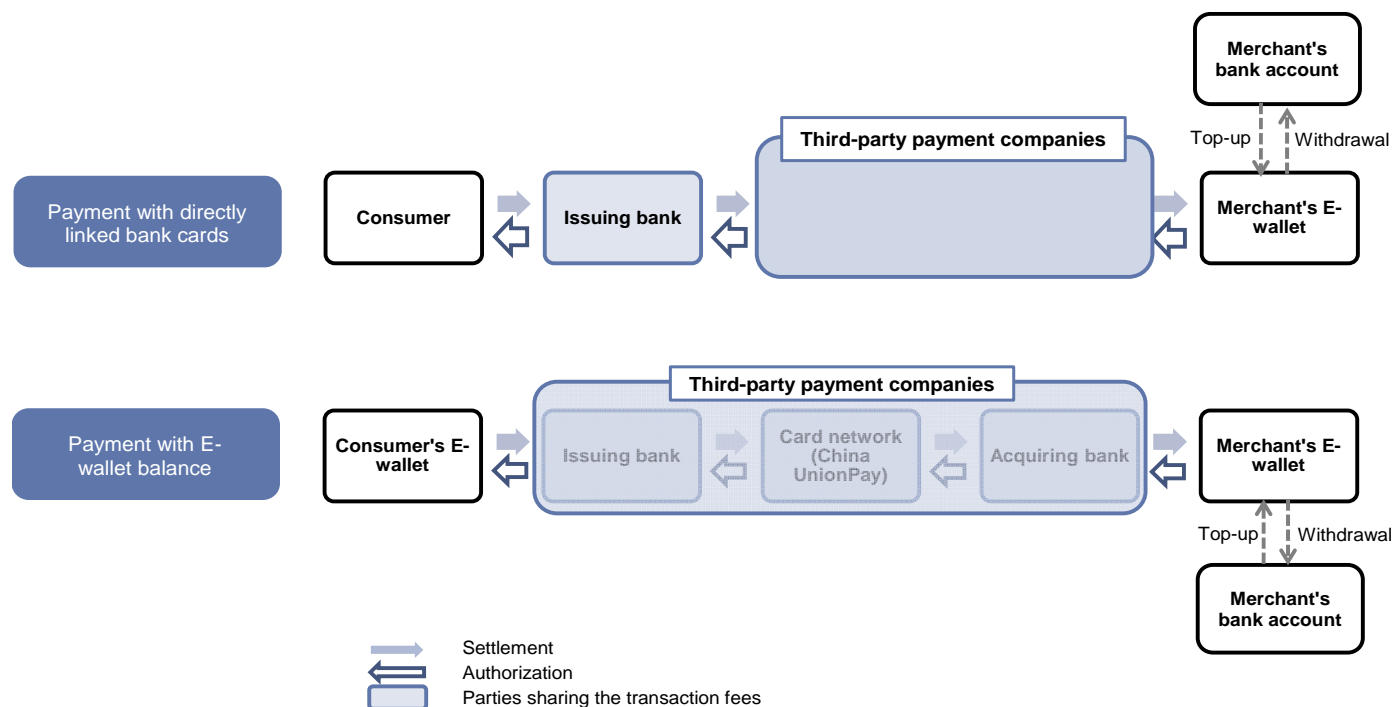 Merchant's
bank account
Top-up
Withdrawal
Third-party payment companies
Payment with directly
linked bank cards
Consumer
Issuing bank
Merchant's E-
wallet
Third-party payment companies
Payment with E-
wallet balance
Consumer's E-
wallet
Issuing bank
Card network
(China
UnionPay)
Acquiring bank
Merchant's E-
wallet
Top-up
Withdrawal
Merchant's
bank account
Settlement
Authorization
Parties sharing the transaction fees